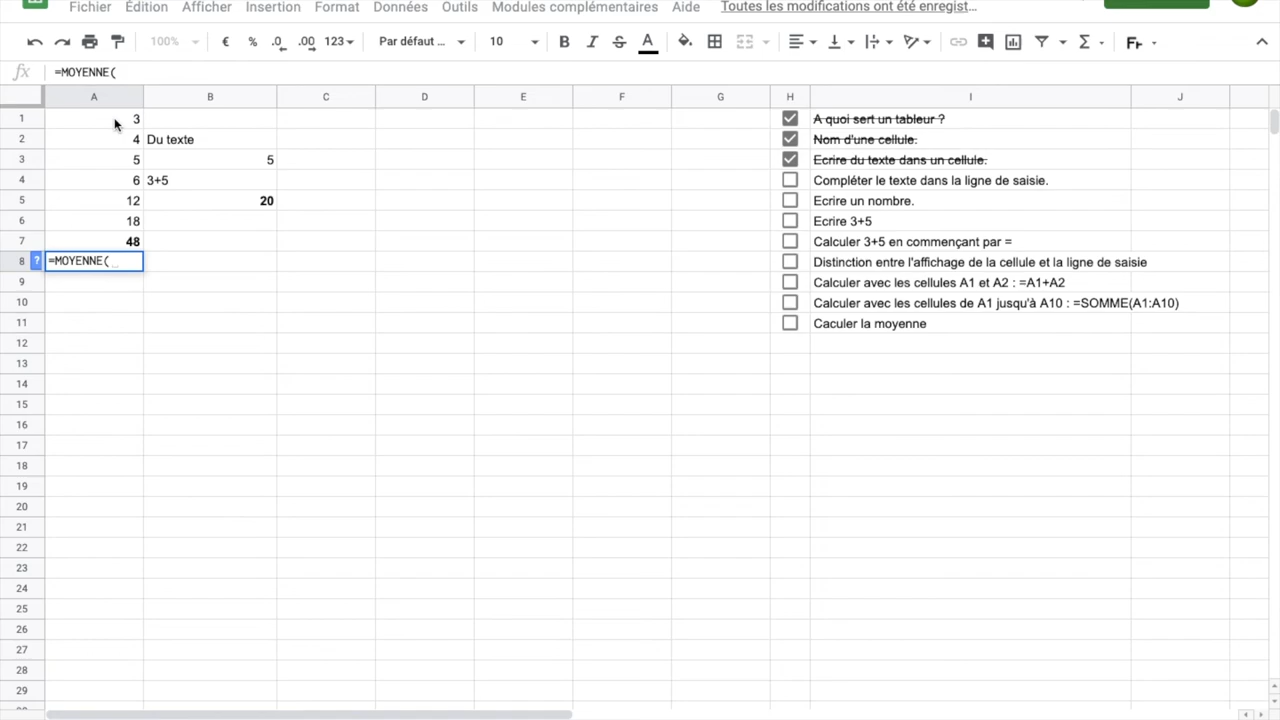 Fichier Édition Afficher Insertion Format Données Outils Modules complémentaires Aide Toutes les modifications ont été enregist…
100% € % .0 .00 123 Par défaut ... 10 B I S A Σ Fr
fx =MOYENNE(
A B C D E F G H I J
1 3 A quoi sert un tableur ?
2 4 Du texte Nom d'une cellule.
3 5 5 Ecrire du texte dans un cellule.
4 6 3+5 Compléter le texte dans la ligne de saisie.
5 12 20 Ecrire un nombre.
6 18 Ecrire 3+5
7 48 Calculer 3+5 en commençant par =
8 ? =MOYENNE( Distinction entre l'affichage de la cellule et la ligne de saisie
9 Calculer avec les cellules A1 et A2 : =A1+A2
10 Calculer avec les cellules de A1 jusqu'à A10 : =SOMME(A1:A10)
11 Caculer la moyenne
12
13
14
15
16
17
18
19
20
21
22
23
24
25
26
27
28
29